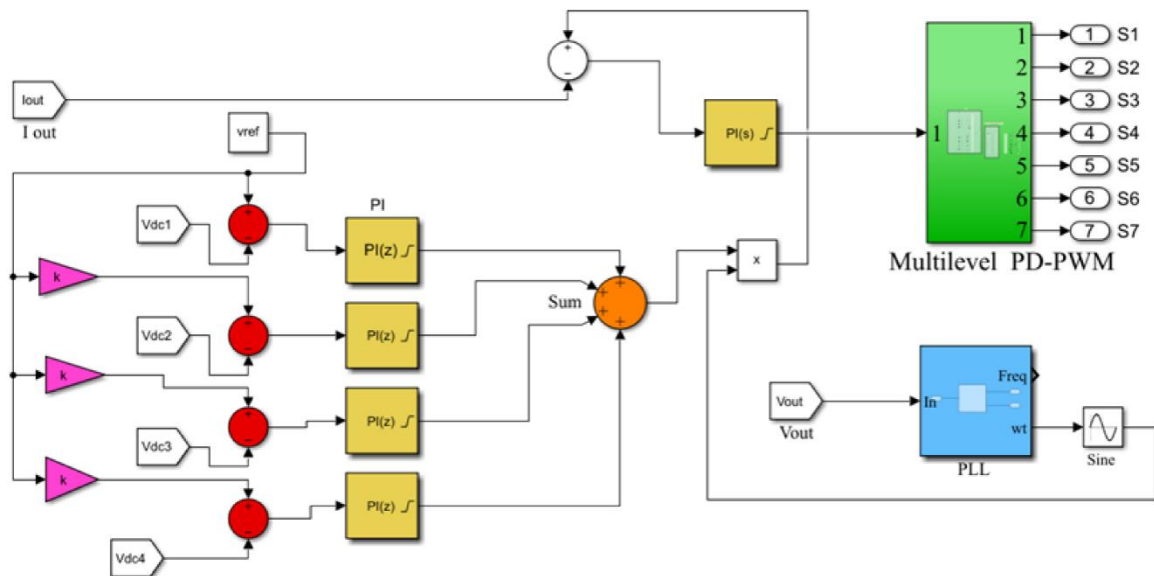 Iout
I out
vref
Vdc1
+
−
PI
PI(z)
k
Vdc2
+
−
PI(z)
k
Vdc3
+
−
PI(z)
k
Vdc4
+
−
PI(z)
Sum
+
+
+
+
x
+
−
PI(s)
1
1
2
3
4
5
6
7
1 S1
2 S2
3 S3
4 S4
5 S5
6 S6
7 S7
Multilevel PD-PWM
Vout
Vout
In
Freq
wt
PLL
Sine